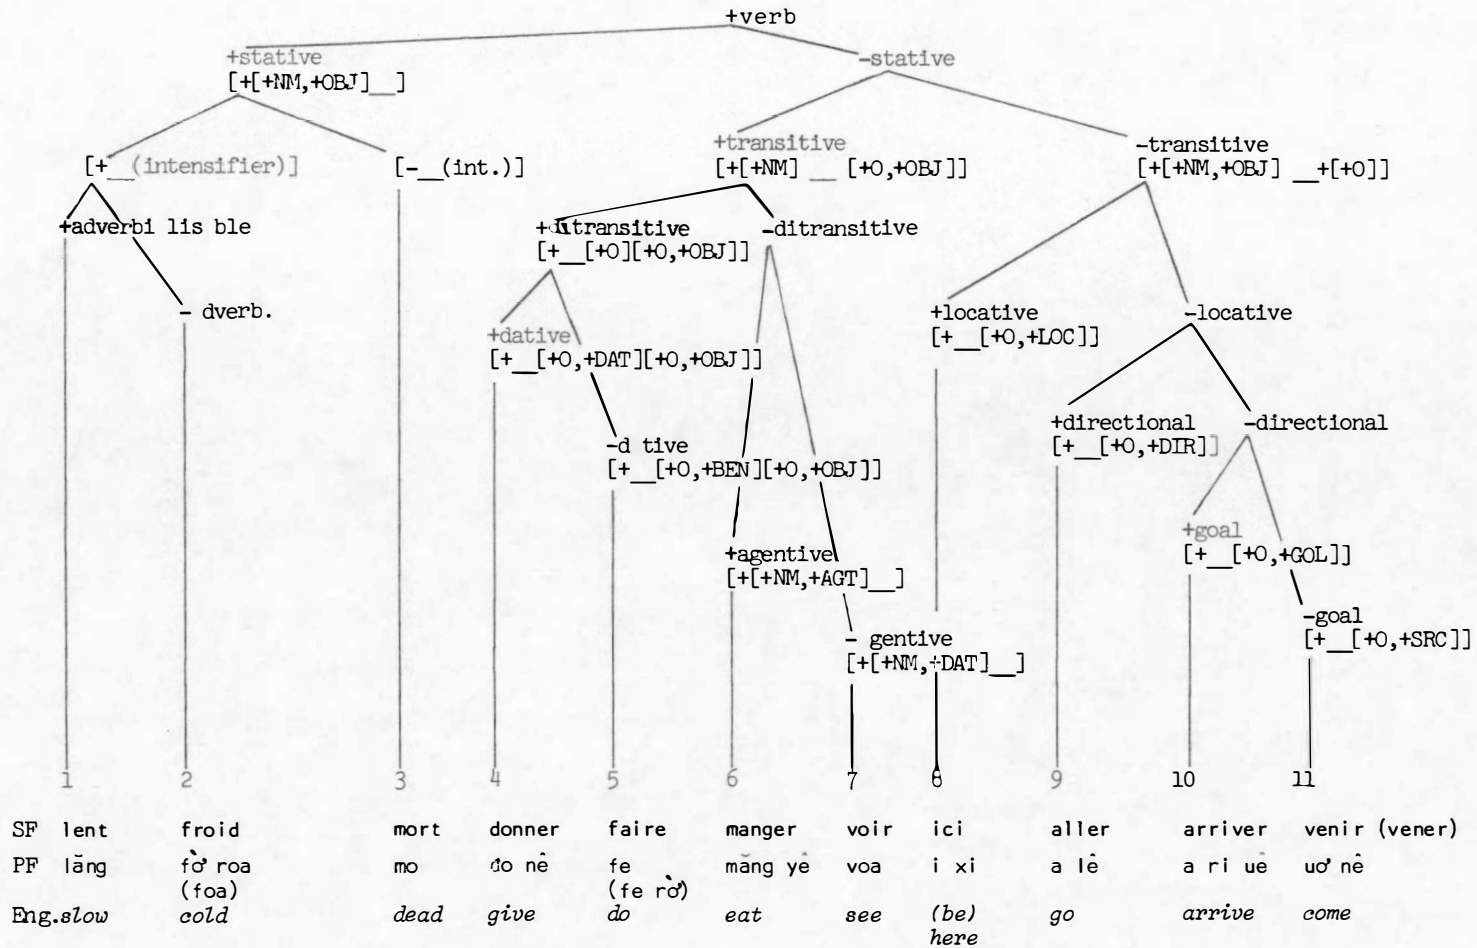 +verb
+stative
-stative
[+[+NM,+OBJ]__]
+transitive
-transitive
[+__(intensifier)]
[-__(int.)]
[+[+NM] __ [+O,+OBJ]]
[+[+NM,+OBJ] __+[+O]]
+adverbi lis ble
+ditransitive
-ditransitive
[+__[+O][+O,+OBJ]]
- dverb.
+locative
-locative
+dative
[+__[+O,+LOC]]
[+__[+O,+DAT][+O,+OBJ]]
+directional
-directional
-d tive
[+__[+O,+DIR]]
[+__[+O,+BEN][+O,+OBJ]]
+goal
+agentive
[+__[+O,+GOL]]
[+[+NM,+AGT]__]
-goal
- gentive
[+__[+O,+SRC]]
[+[+NM,+DAT]__]
1 2 3 4 5 6 7 8 9 10 11
SF lent froid mort donner faire manger voir ici aller arriver venir (vener)
PF lăng fờ roa mo đo nê fe măng yê voa i xi a lê a ri uê uơ nê
(foa) (fe rờ)
Eng. slow cold dead give do eat see (be) go arrive come
here